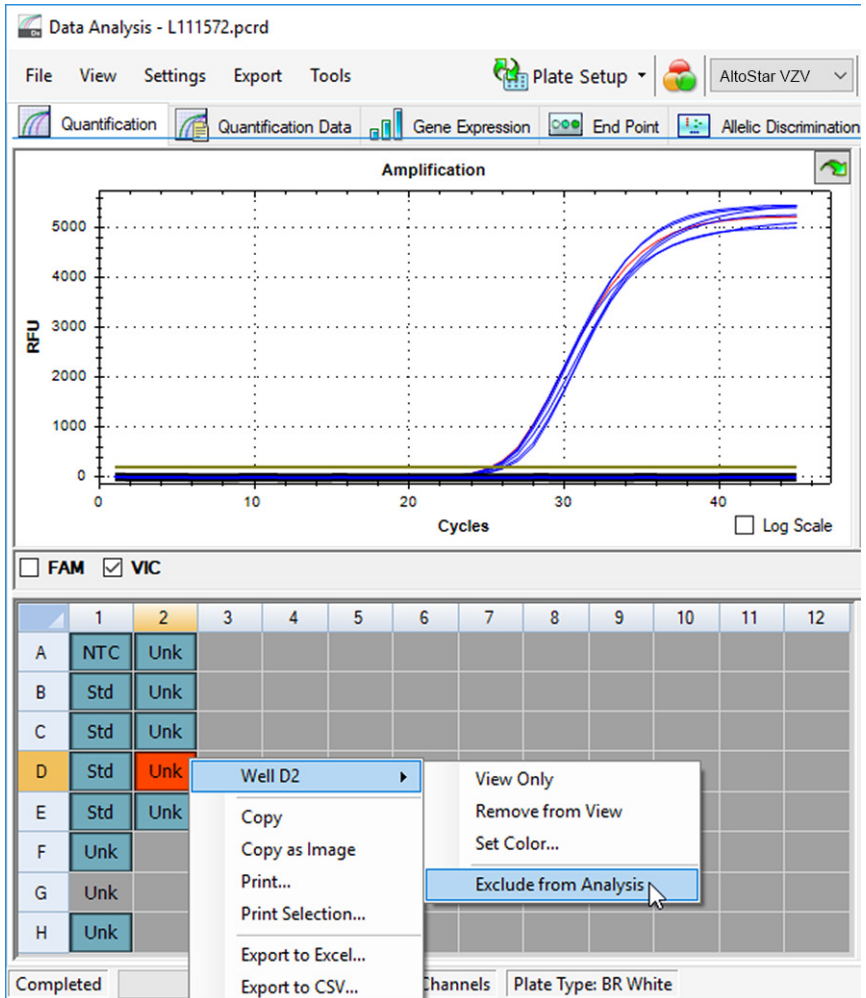 Data Analysis - L111572.pcrd
File View Settings Export Tools Plate Setup AltoStar VZV
Quantification Quantification Data Gene Expression End Point Allelic Discrimination
Amplification
5000
4000
3000
2000
1000
0
RFU
0 10 20 30 40
Cycles
Log Scale
FAM VIC
1 2 3 4 5 6 7 8 9 10 11 12
A NTC Unk
B Std Unk
C Std Unk
D Std Unk
E Std Unk
F Unk
G Unk
H Unk
Well D2
Copy
Copy as Image
Print...
Print Selection...
Export to Excel...
Export to CSV...
View Only
Remove from View
Set Color...
Exclude from Analysis
Completed Channels Plate Type: BR White